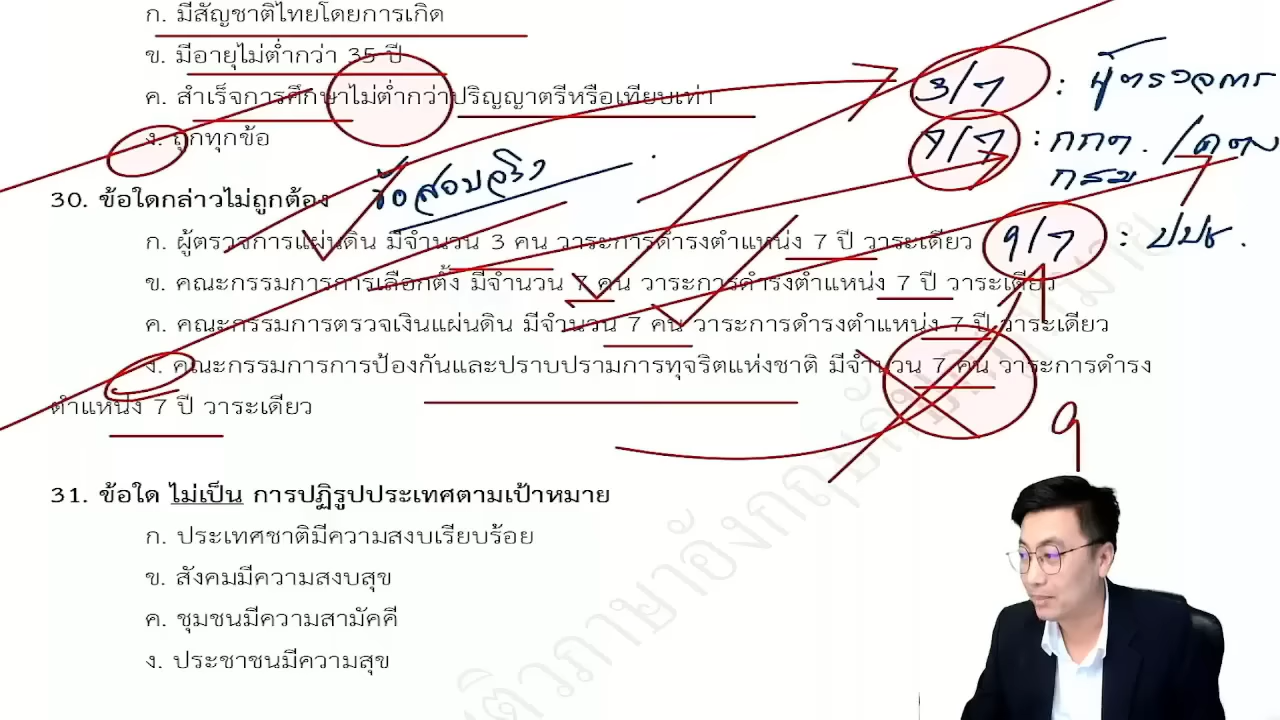 ก. มีสัญชาติไทยโดยการเกิด
ข. มีอายุไม่ต่ำกว่า 35 ปี
ค. สำเร็จการศึกษาไม่ต่ำกว่าปริญญาตรีหรือเทียบเท่า
ง. ถูกทุกข้อ
3/7 : ผู้ตรวจการ
7/7 : กกต. / คตง
กสม
ข้อสอบจริง
30. ข้อใดกล่าวไม่ถูกต้อง
ก. ผู้ตรวจการแผ่นดิน มีจำนวน 3 คน วาระการดำรงตำแหน่ง 7 ปี วาระเดียว
9/7 : ปปช.
ข. คณะกรรมการการเลือกตั้ง มีจำนวน 7 คน วาระการดำรงตำแหน่ง 7 ปี วาระเดียว
ค. คณะกรรมการตรวจเงินแผ่นดิน มีจำนวน 7 คน วาระการดำรงตำแหน่ง 7 ปี วาระเดียว
ง. คณะกรรมการการป้องกันและปราบปรามการทุจริตแห่งชาติ มีจำนวน 7 คน วาระการดำรง
ตำแหน่ง 7 ปี วาระเดียว
9
31. ข้อใด ไม่เป็น การปฏิรูปประเทศตามเป้าหมาย
ก. ประเทศชาติมีความสงบเรียบร้อย
ข. สังคมมีความสงบสุข
ค. ชุมชนมีความสามัคคี
ง. ประชาชนมีความสุข